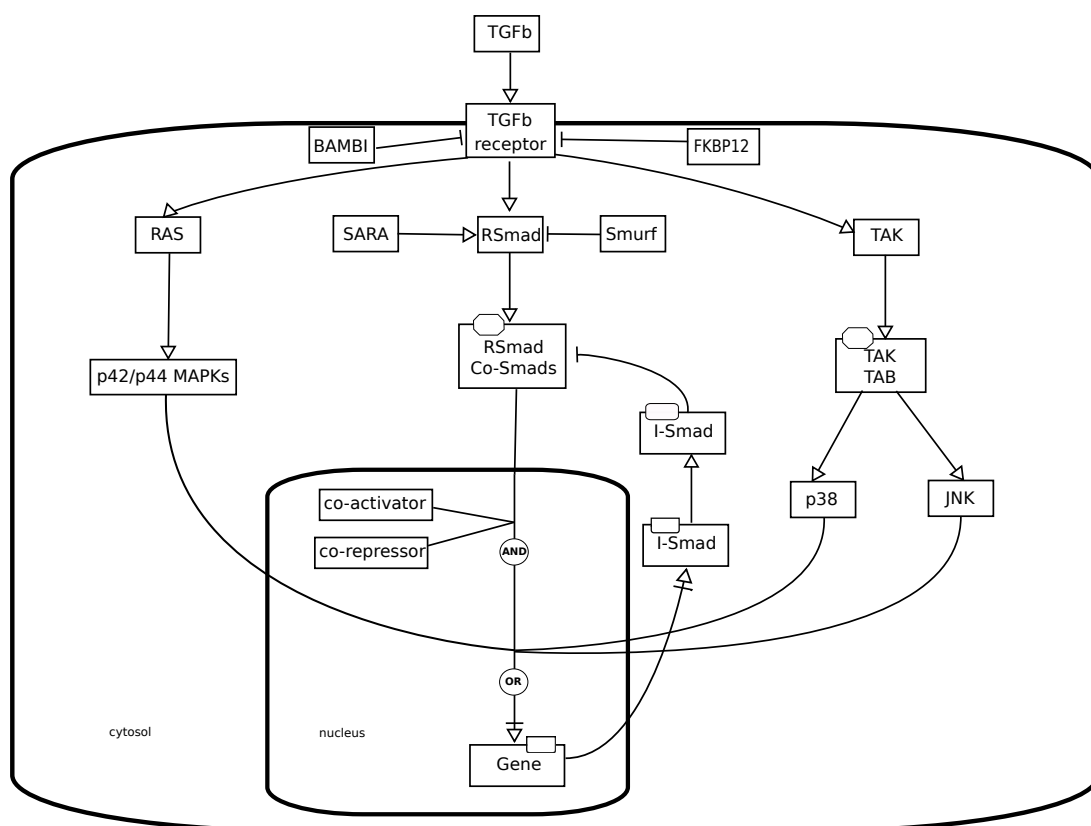 TGFb
TGFb
receptor
BAMBI
FKBP12
RAS
SARA
RSmad
Smurf
TAK
RSmad
Co-Smads
TAK
TAB
p42/p44 MAPKs
I-Smad
co-activator
p38
JNK
co-repressor
AND
I-Smad
OR
cytosol
nucleus
Gene